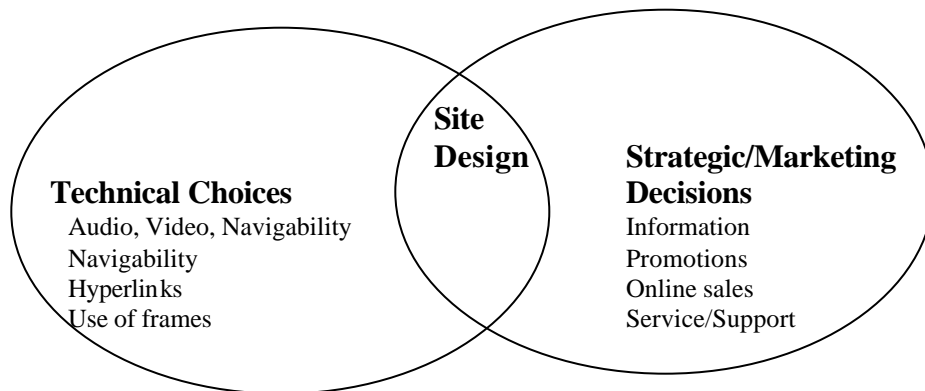 Site
Design
Strategic/Marketing
Decisions
Information
Promotions
Online sales
Service/Support
Technical Choices
Audio, Video, Navigability
Navigability
Hyperlinks
Use of frames